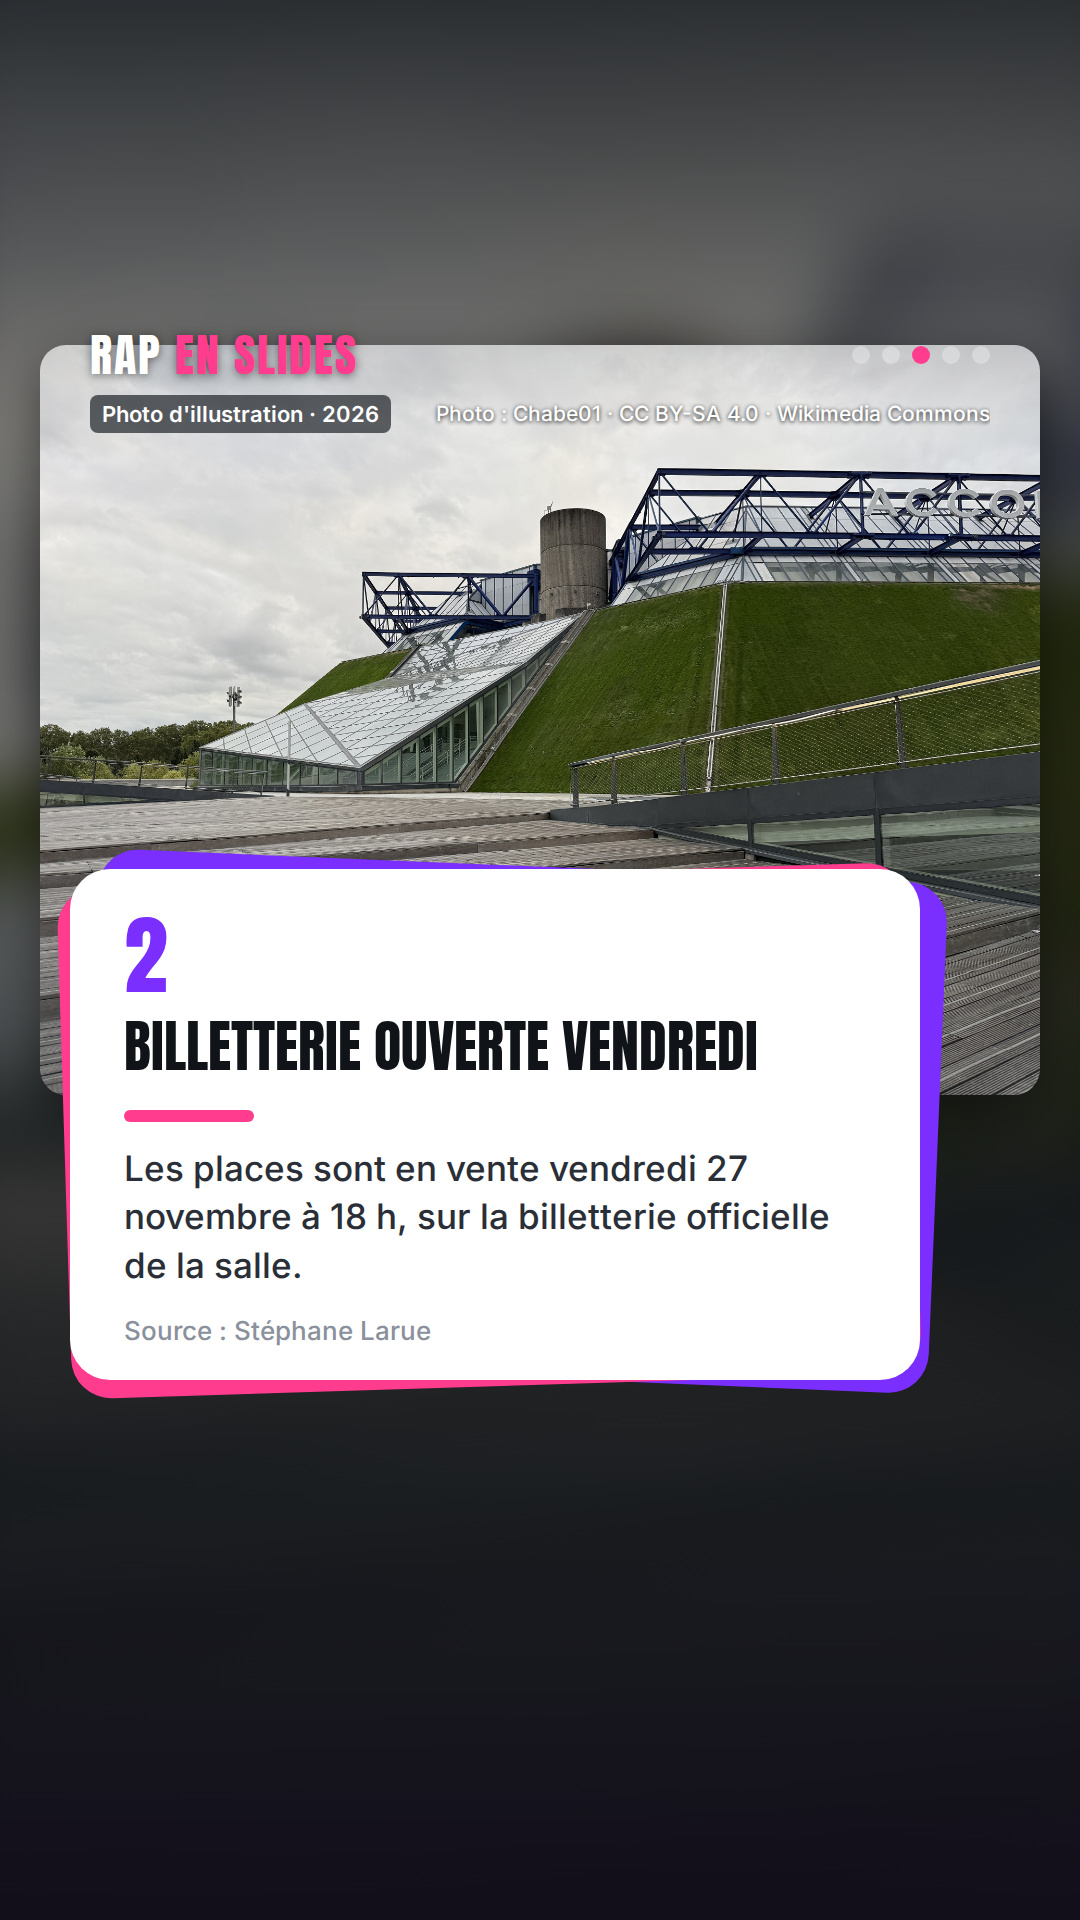 RAP EN SLIDES
Photo d'illustration · 2026
Photo : Chabe01 · CC BY-SA 4.0 · Wikimedia Commons
2
BILLETTERIE OUVERTE VENDREDI
Les places sont en vente vendredi 27
novembre à 18 h, sur la billetterie officielle
de la salle.
Source : Stéphane Larue